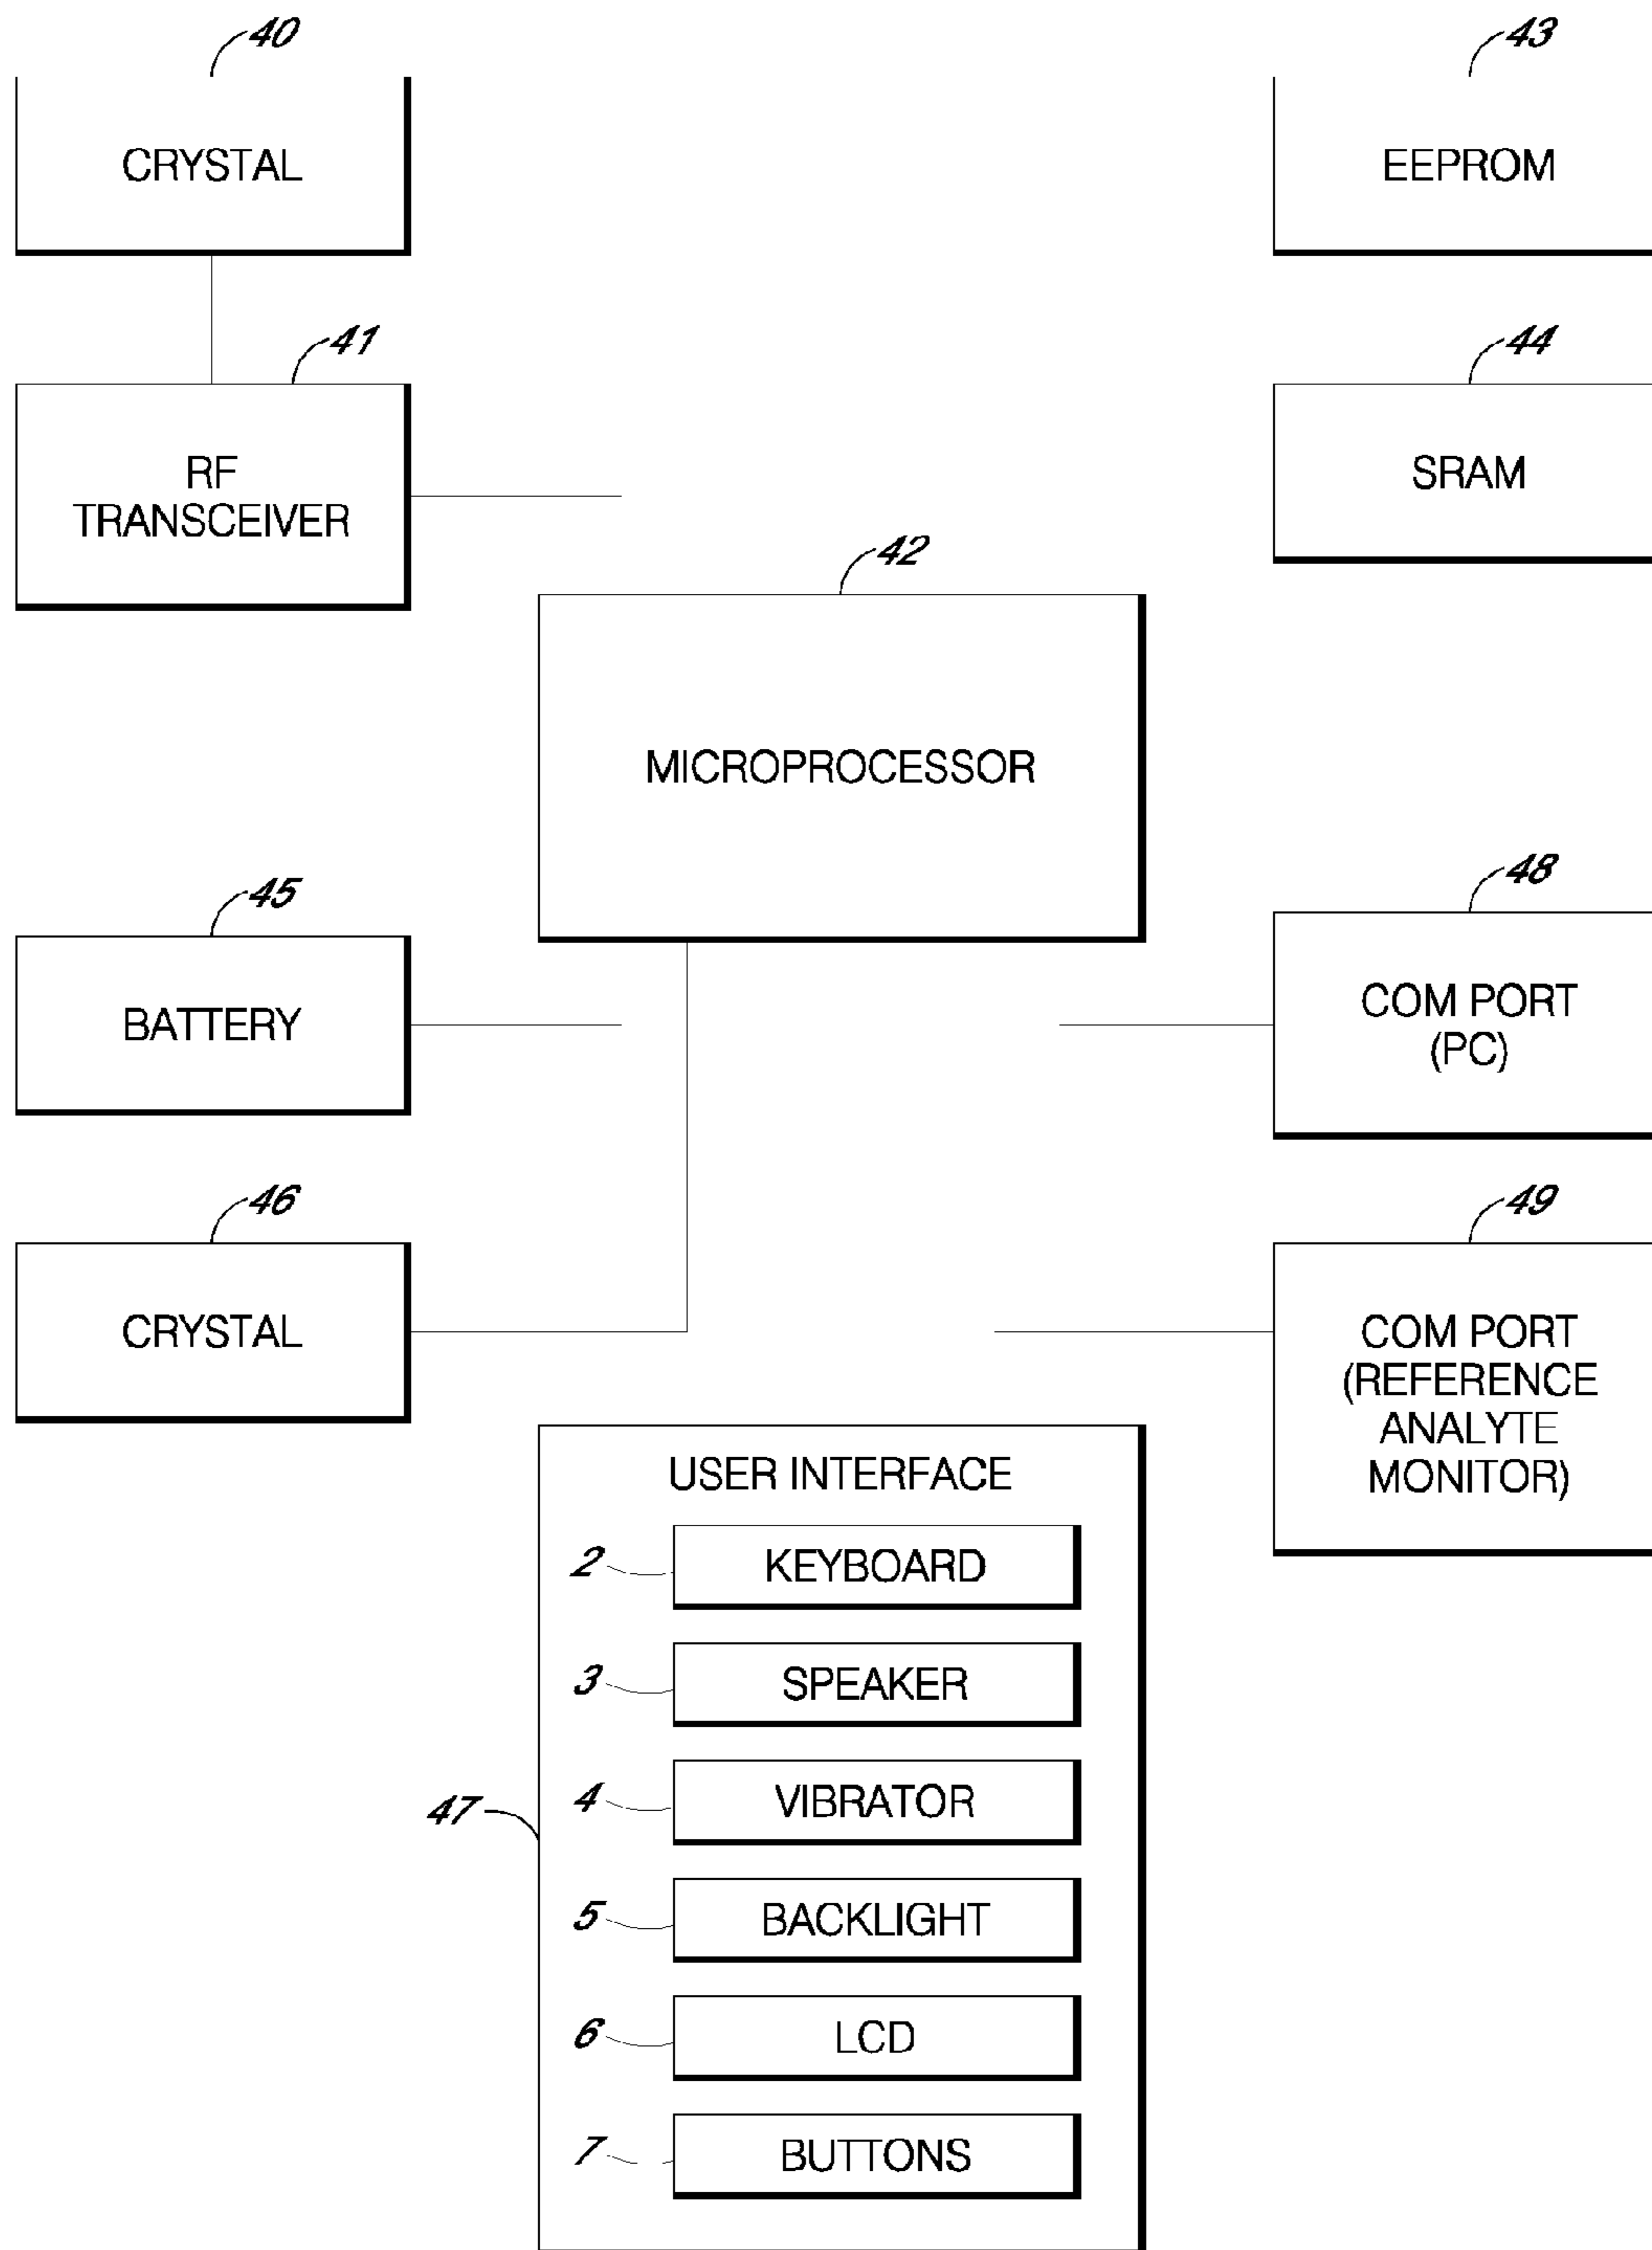 40
CRYSTAL
43
EEPROM
41
RF
TRANSCEIVER
44
SRAM
42
MICROPROCESSOR
45
BATTERY
48
COM PORT
(PC)
46
CRYSTAL
49
COM PORT
(REFERENCE
ANALYTE
MONITOR)
47
USER INTERFACE
2
KEYBOARD
3
SPEAKER
4
VIBRATOR
5
BACKLIGHT
6
LCD
7
BUTTONS